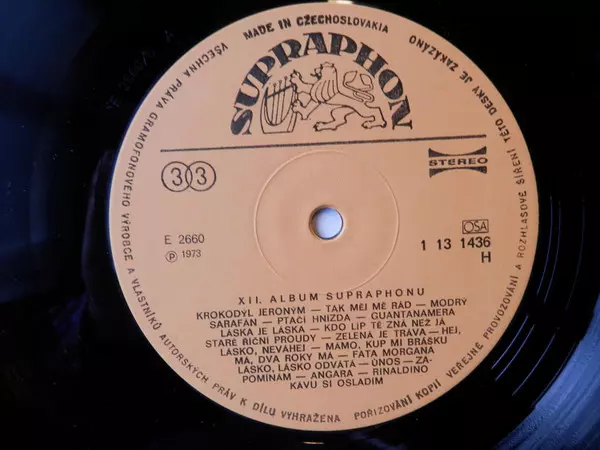 MADE IN CZECHOSLOVAKIA
SUPRAPHON
VŠECHNA PRÁVA GRAMOFONOVÉHO VÝROBCE A VLASTNÍKŮ AUTORSKÝCH PRÁV K DÍLU VYHRAŽENA
POŘIZOVÁNÍ KOPIÍ VEŘEJNÉ PROVOZOVÁNÍ A ROZHLASOVÉ ŠÍŘENÍ TÉTO DESKY JE ZAKÁZÁNO
33
STEREO
E 2660
℗ 1973
OSA
1 13 1436
H
XII. ALBUM SUPRAPHONU
KROKODÝL JERONÝM — TAK MĚJ MĚ RÁD — MODRÝ
SARAFÁN — PTAČÍ HNÍZDA — GUANTANAMERA
LÁSKA JE LÁSKA — KDO LÍP TĚ ZNÁ NEŽ JÁ
STARÉ ŘÍČNÍ PROUDY — ZELENÁ JE TRÁVA — HEJ,
LÁSKO, NEVÁHEJ — MAMO, KUP MI BRÁŠKU
MÁ, DVA ROKY MÁ — FATA MORGANA
LÁSKO, LÁSKO ODVÁTÁ — ÚNOS — ZA-
POMÍNÁM — ANGARA — RINALDINO
KÁVU SI OSLADÍM